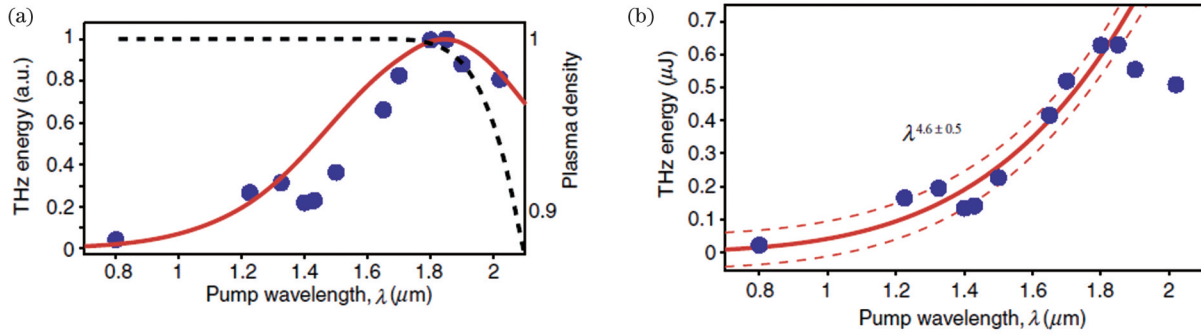 (a)
THz energy (a.u.)
1
0.8
0.6
0.4
0.2
0
0.8 1 1.2 1.4 1.6 1.8 2
Pump wavelength, λ (μm)
1
0.9
Plasma density
(b)
THz energy (μJ)
0.7
0.6
0.5
0.4
0.3
0.2
0.1
0
λ^4.6 ± 0.5
0.8 1 1.2 1.4 1.6 1.8 2
Pump wavelength, λ (μm)